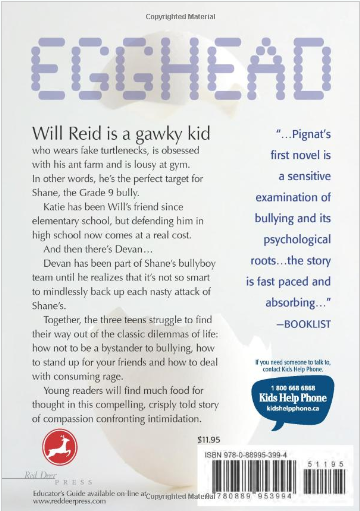 Copyrighted Material
EGGHEAD
Will Reid is a gawky kid
who wears fake turtlenecks, is obsessed
with his ant farm and is lousy at gym.
In other words, he's the perfect target for
Shane, the Grade 9 bully.
Katie has been Will's friend since
elementary school, but defending him in
high school now comes at a real cost.
And then there's Devan...
Devan has been part of Shane's bullyboy
team until he realizes that it's not so smart
to mindlessly back up each nasty attack of
Shane's.
Together, the three teens struggle to find
their way out of the classic dilemmas of life:
how not to be a bystander to bullying, how
to stand up for your friends and how to deal
with consuming rage.
Young readers will find much food for
thought in this compelling, crisply told story
of compassion confronting intimidation.
"...Pignat's
first novel is
a sensitive
examination of
bullying and its
psychological
roots...the story
is fast paced and
absorbing..."
—BOOKLIST
If you need someone to talk to,
contact Kids Help Phone.
1 800 668 6868
Kids Help Phone
kidshelpphone.ca
$11.95
ISBN 978-0-88995-399-4
51195
9780889 953994
Red Deer
PRESS
Educator's Guide available on-line at
www.reddeerpress.com
Copyrighted Material